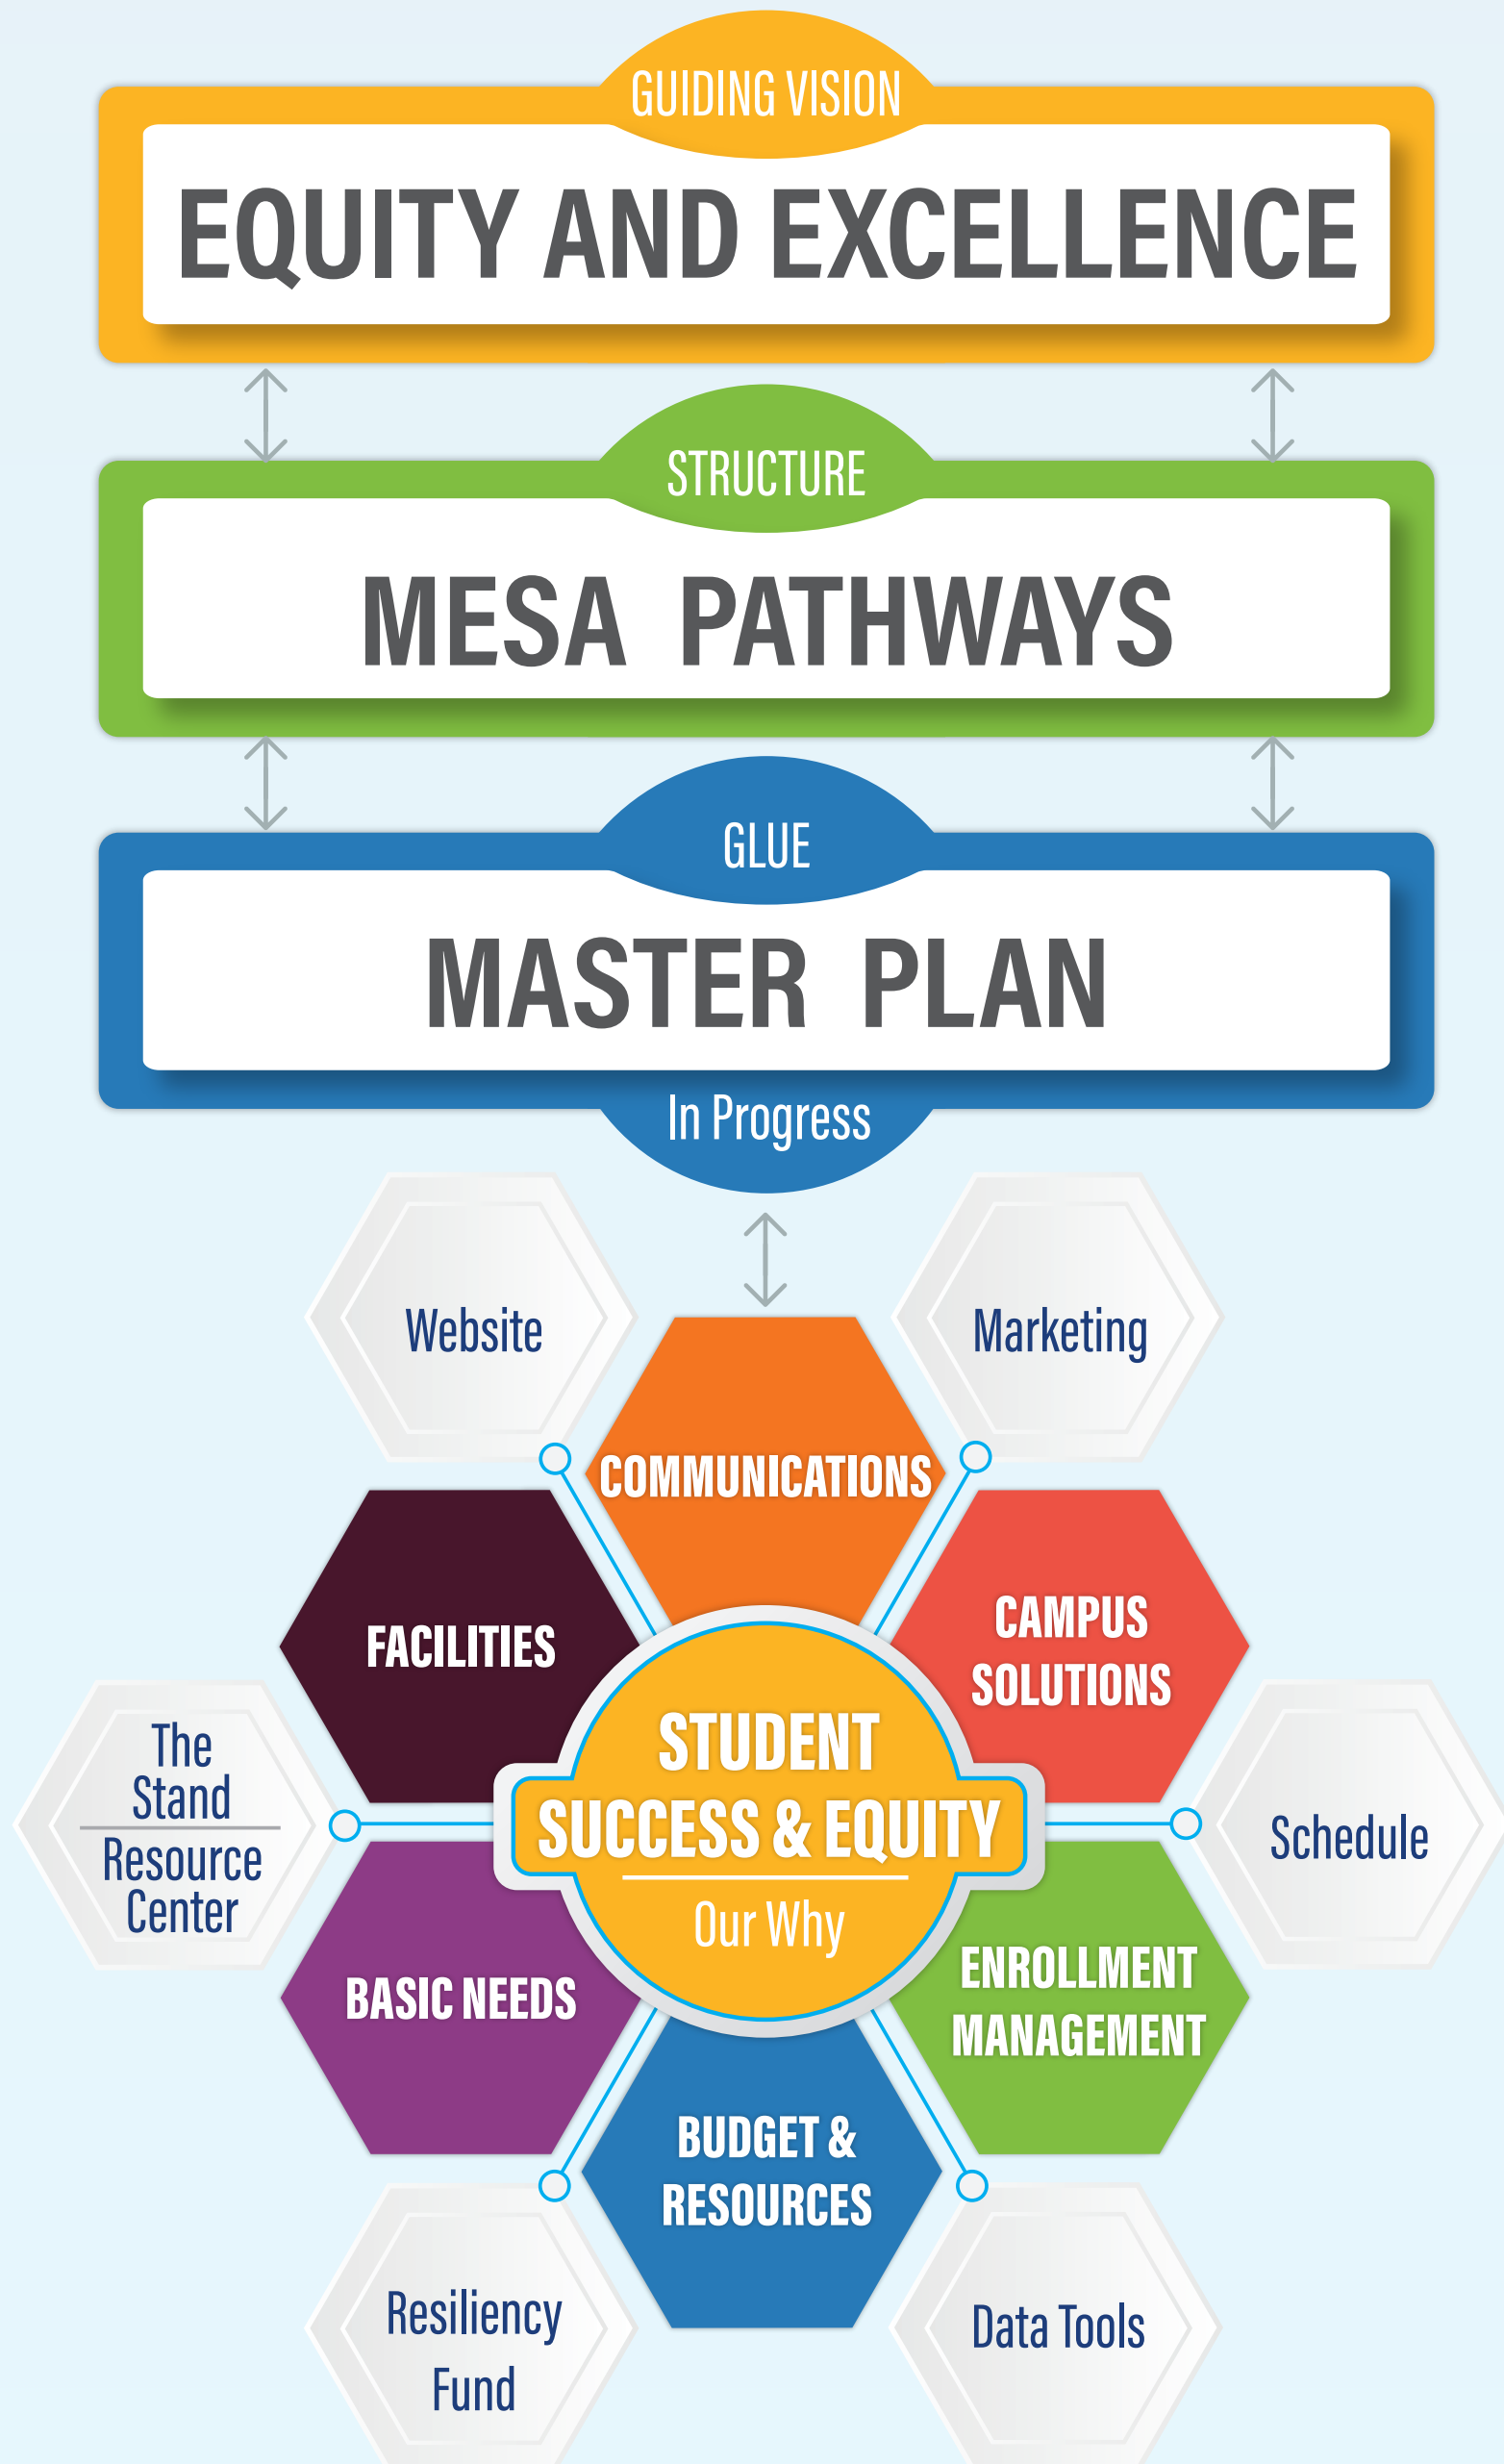 GUIDING VISION
EQUITY AND EXCELLENCE
STRUCTURE
MESA PATHWAYS
GLUE
MASTER PLAN
In Progress
Website
Marketing
COMMUNICATIONS
FACILITIES
CAMPUS
SOLUTIONS
The
Stand
Resource
Center
STUDENT
SUCCESS & EQUITY
Our Why
Schedule
BASIC NEEDS
ENROLLMENT
MANAGEMENT
BUDGET &
RESOURCES
Resiliency
Fund
Data Tools